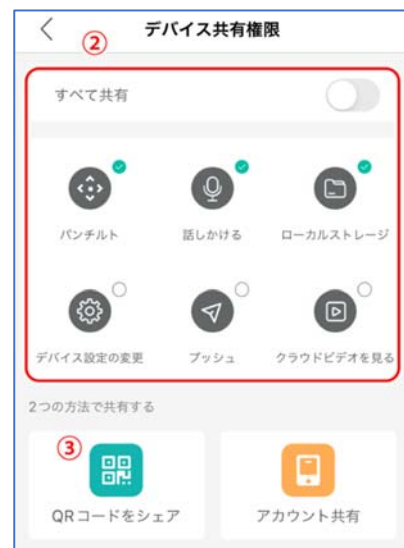 ② デバイス共有権限
すべて共有
パンチルト 話しかける ローカルストレージ
デバイス設定の変更 プッシュ クラウドビデオを見る
2つの方法で共有する
③
QRコードをシェア アカウント共有